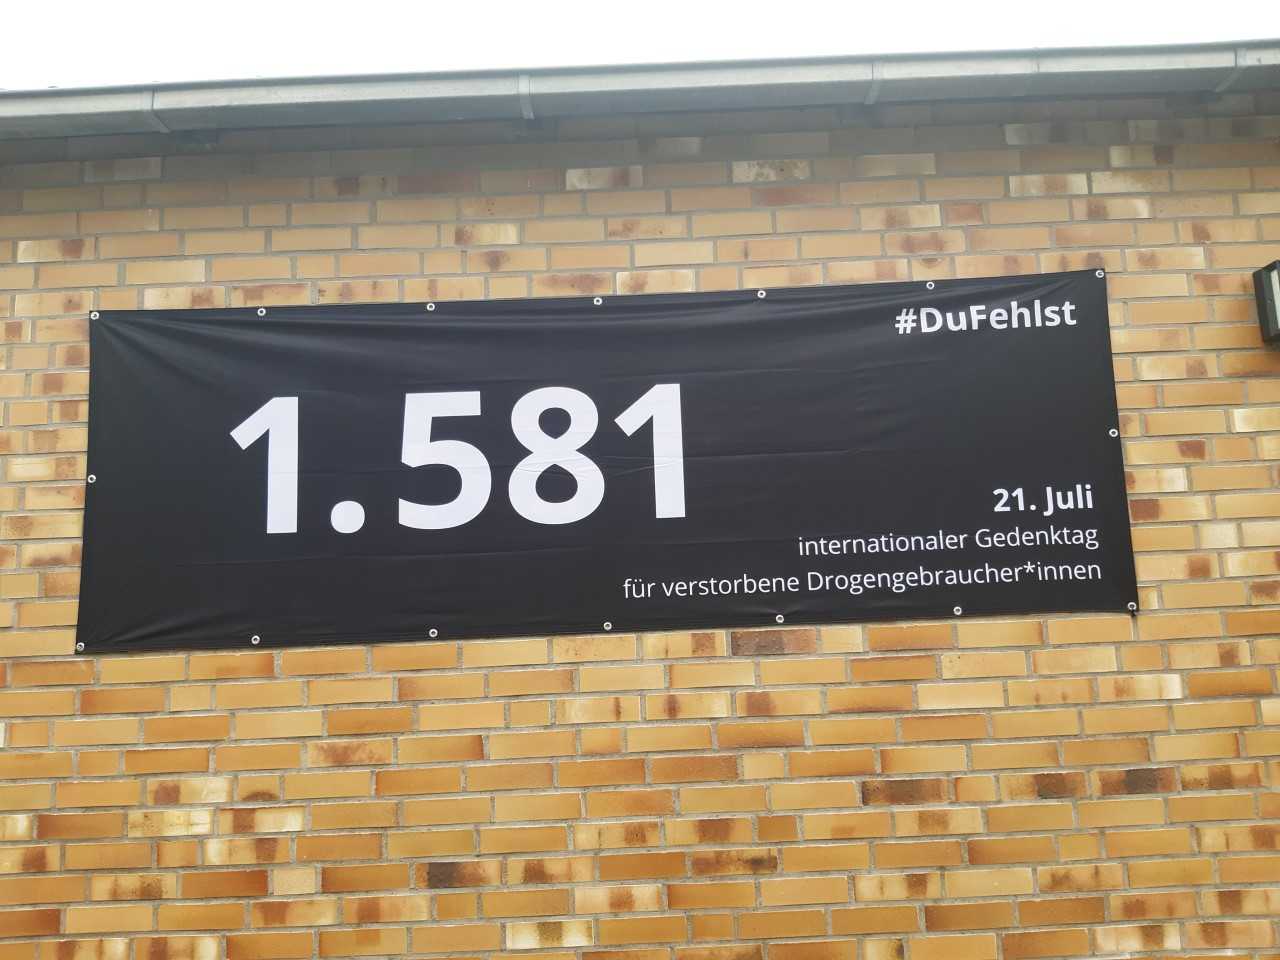 #DuFehlst
1.581
21. Juli
internationaler Gedenktag
für verstorbene Drogengebraucher*innen